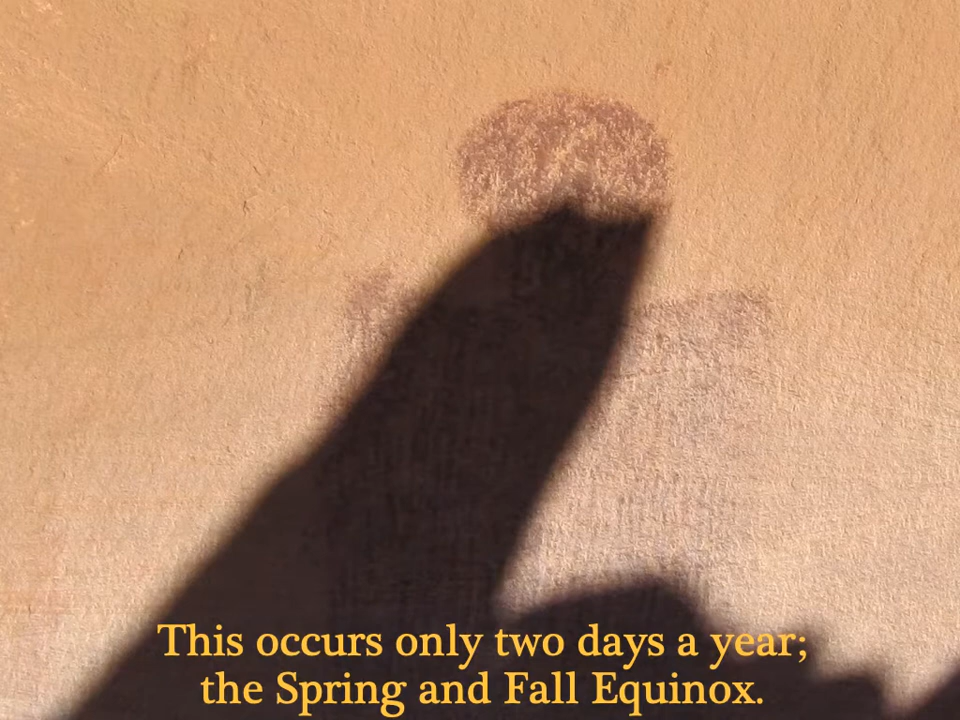 This occurs only two days a year;
the Spring and Fall Equinox.